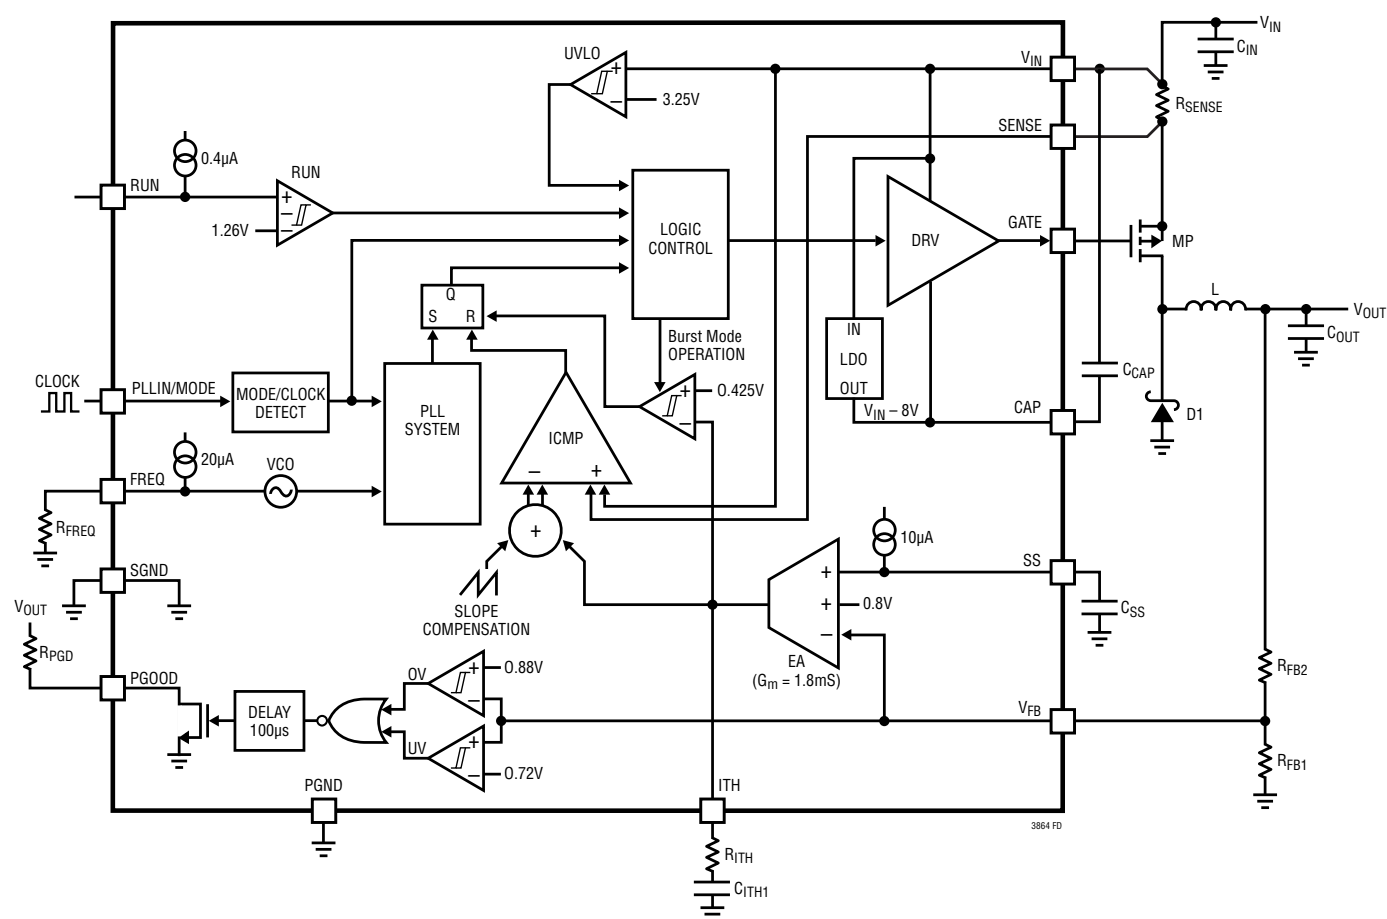 VIN
CIN
UVLO
+
–
3.25V
VIN
RSENSE
SENSE
0.4µA
RUN
RUN
+
–
1.26V
LOGIC
CONTROL
DRV
GATE
MP
Q
S R
Burst Mode
OPERATION
IN
LDO
OUT
L
VOUT
COUT
CCAP
CLOCK
PLLIN/MODE
MODE/CLOCK
DETECT
PLL
SYSTEM
ICMP
– +
+
–
0.425V
VIN – 8V
CAP
D1
20µA
FREQ
VCO
RFREQ
+
SLOPE
COMPENSATION
10µA
SS
CSS
+
+
–
0.8V
EA
(Gm = 1.8mS)
SGND
VOUT
RPGD
PGOOD
DELAY
100µs
OV
+
–
0.88V
UV
+
–
0.72V
VFB
RFB2
RFB1
PGND
ITH
3864 FD
RITH
CITH1